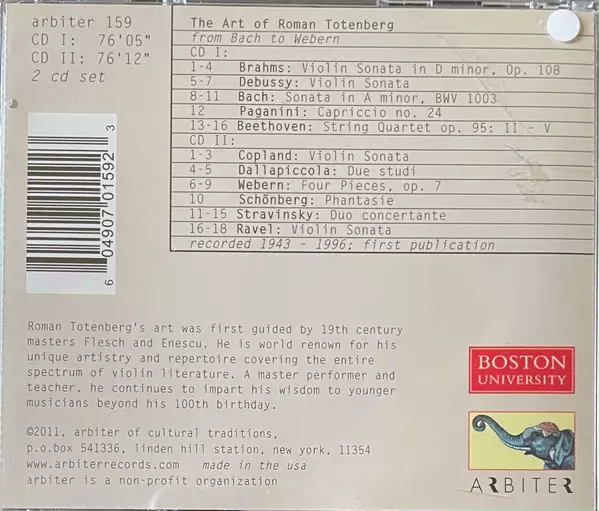 arbiter 159
CD I: 76'05"
CD II: 76'12"
2 cd set
The Art of Roman Totenberg
from Bach to Webern
CD I:
1-4 Brahms: Violin Sonata in D minor, Op. 108
5-7 Debussy: Violin Sonata
8-11 Bach: Sonata in A minor, BWV 1003
12 Paganini: Capriccio no. 24
13-16 Beethoven: String Quartet op. 95: II - V
CD II:
1-3 Copland: Violin Sonata
4-5 Dallapiccola: Due studi
6-9 Webern: Four Pieces, op. 7
10 Schönberg: Phantasie
11-15 Stravinsky: Duo concertante
16-18 Ravel: Violin Sonata
recorded 1943 - 1996; first publication
6 04907 01592 3
Roman Totenberg's art was first guided by 19th century
masters Flesch and Enescu. He is world renown for his
unique artistry and repertoire covering the entire
spectrum of violin literature. A master performer and
teacher, he continues to impart his wisdom to younger
musicians beyond his 100th birthday.
©2011, arbiter of cultural traditions,
p.o.box 541336, linden hill station, new york, 11354
www.arbiterrecords.com made in the usa
arbiter is a non-profit organization
BOSTON
UNIVERSITY
ARBITER